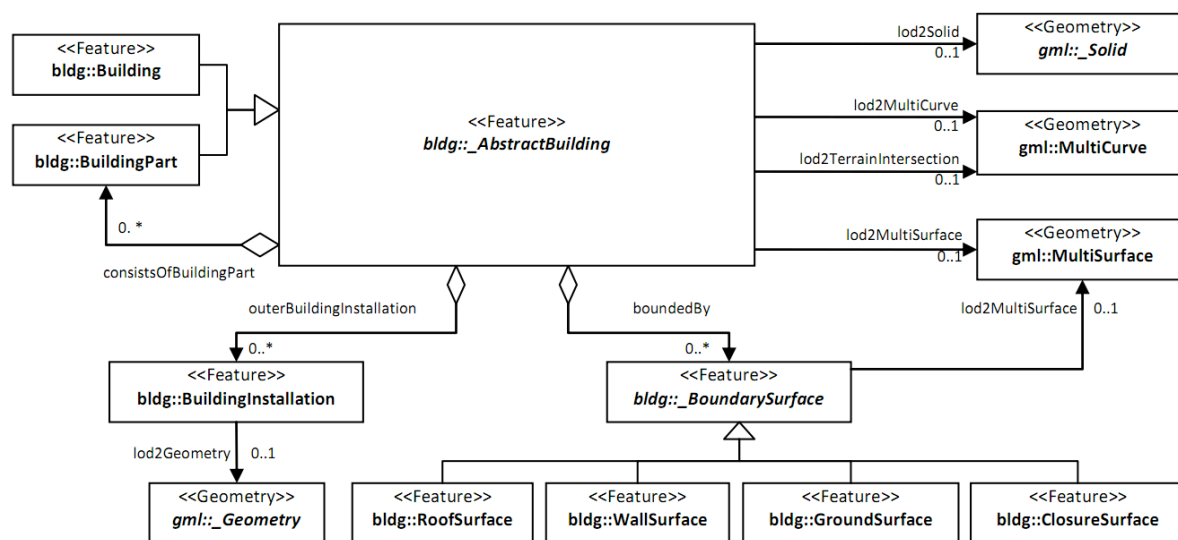 <<Feature>>
bldg::Building
<<Feature>>
bldg::BuildingPart
0. *
consistsOfBuildingPart
<<Feature>>
bldg::_AbstractBuilding
lod2Solid
0..1
<<Geometry>>
gml::_Solid
lod2MultiCurve
0..1
lod2TerrainIntersection
0..1
<<Geometry>>
gml::MultiCurve
lod2MultiSurface
0..1
<<Geometry>>
gml::MultiSurface
lod2MultiSurface
0..1
outerBuildingInstallation
0..*
boundedBy
0..*
<<Feature>>
bldg::BuildingInstallation
<<Feature>>
bldg::_BoundarySurface
lod2Geometry
0..1
<<Geometry>>
gml::_Geometry
<<Feature>>
bldg::RoofSurface
<<Feature>>
bldg::WallSurface
<<Feature>>
bldg::GroundSurface
<<Feature>>
bldg::ClosureSurface